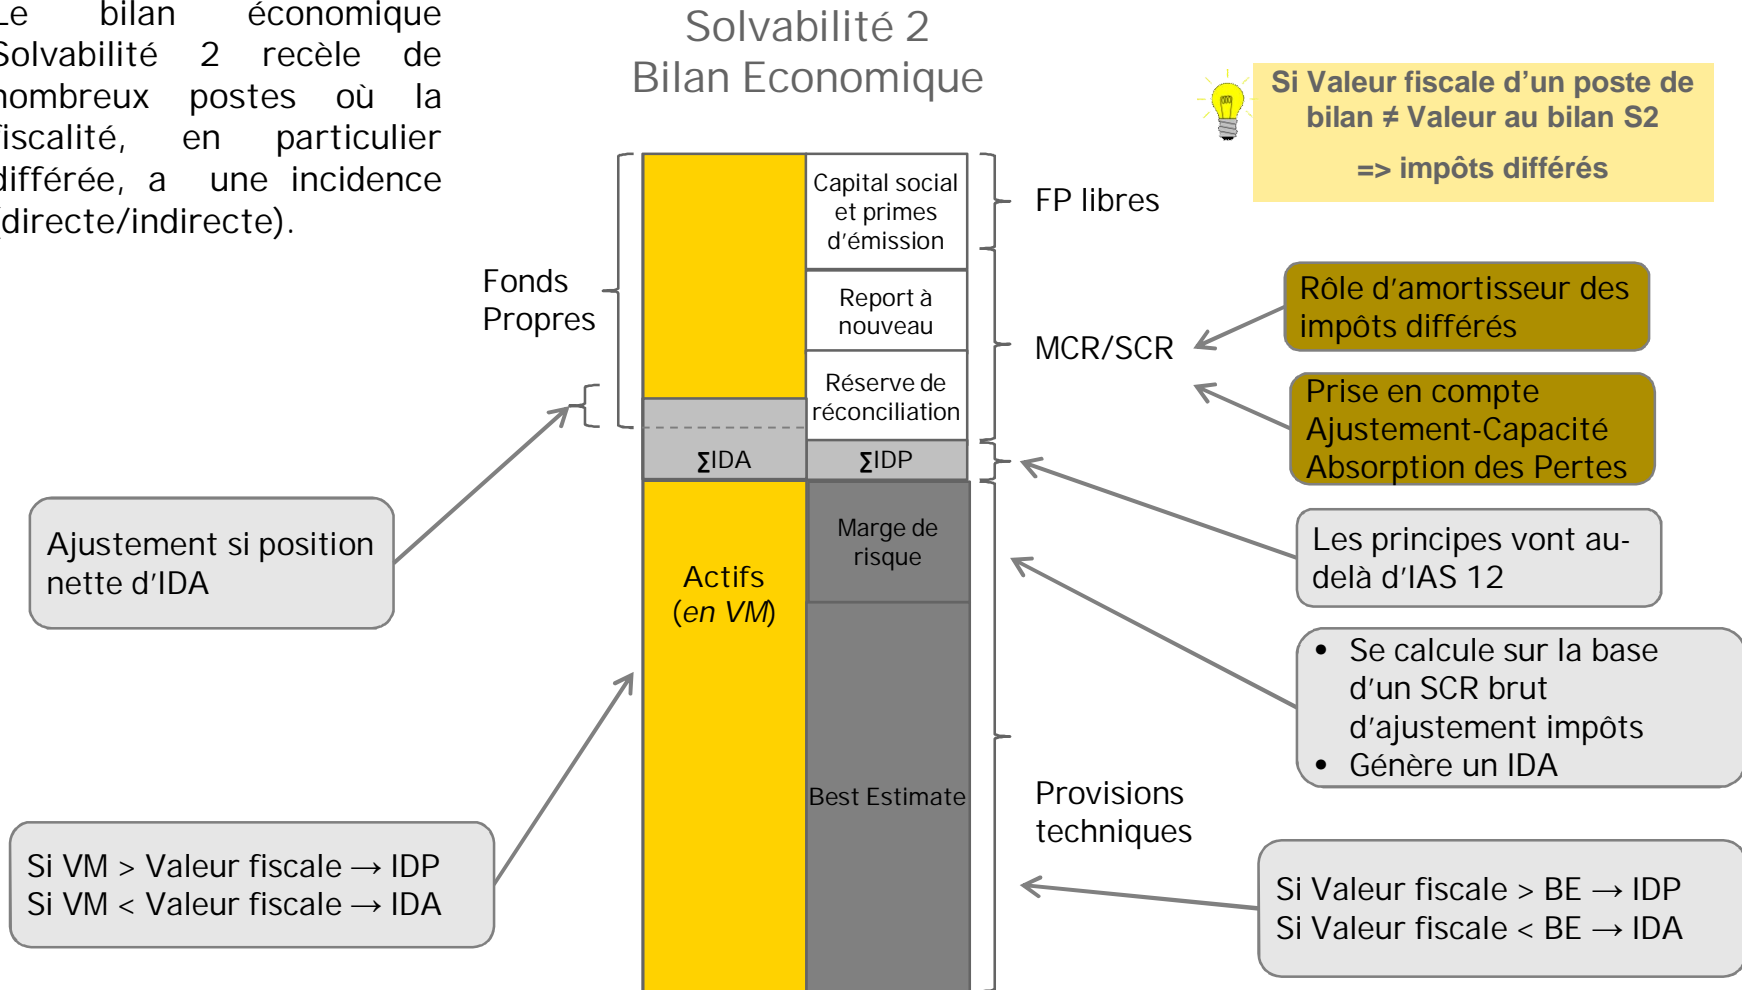 Le bilan économique
Solvabilité 2 recèle de
nombreux postes où la
fiscalité, en particulier
différée, a une incidence
(directe/indirecte).
Solvabilité 2
Bilan Economique
Si Valeur fiscale d'un poste de
bilan ≠ Valeur au bilan S2
=> impôts différés
Capital social
et primes
d'émission
FP libres
Fonds
Propres
Report à
nouveau
MCR/SCR
Rôle d'amortisseur des
impôts différés
Réserve de
réconciliation
Prise en compte
Ajustement-Capacité
Absorption des Pertes
∑IDA
∑IDP
Ajustement si position
nette d'IDA
Actifs
(en VM)
Marge de
risque
Les principes vont au-
delà d'IAS 12
• Se calcule sur la base
d'un SCR brut
d'ajustement impôts
• Génère un IDA
Best Estimate
Provisions
techniques
Si VM > Valeur fiscale → IDP
Si VM < Valeur fiscale → IDA
Si Valeur fiscale > BE → IDP
Si Valeur fiscale < BE → IDA